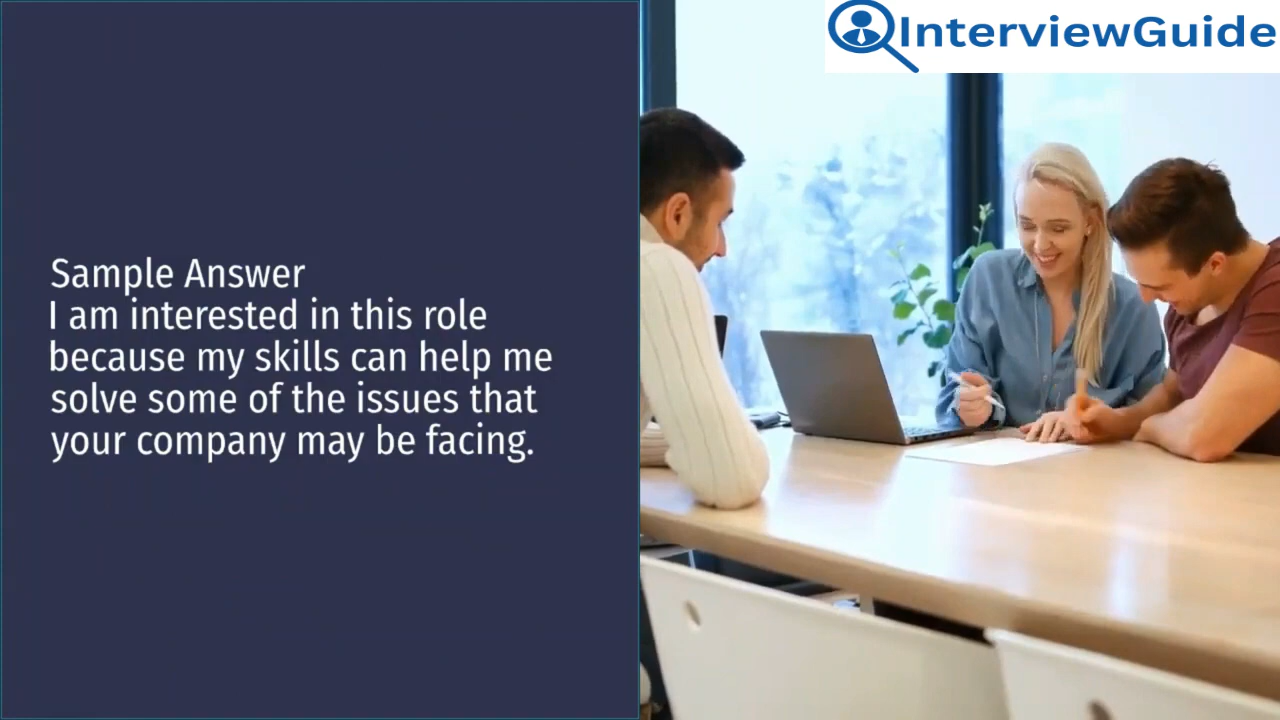 InterviewGuide
Sample Answer
I am interested in this role
because my skills can help me
solve some of the issues that
your company may be facing.